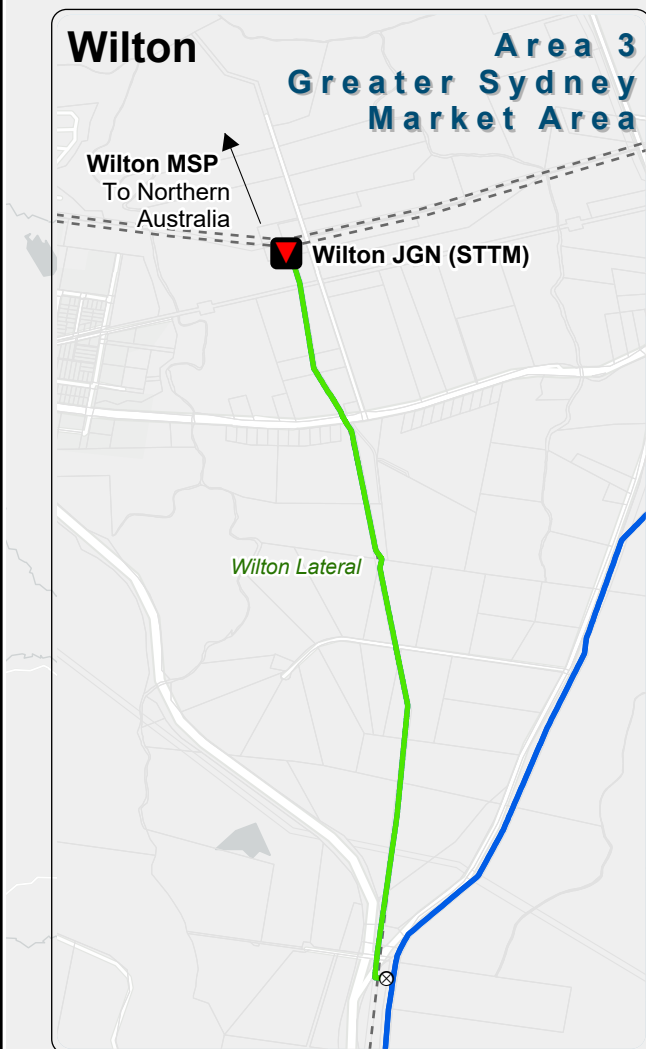 Wilton
Area 3
Greater Sydney
Market Area
Wilton MSP
To Northern
Australia
Wilton JGN (STTM)
Wilton Lateral